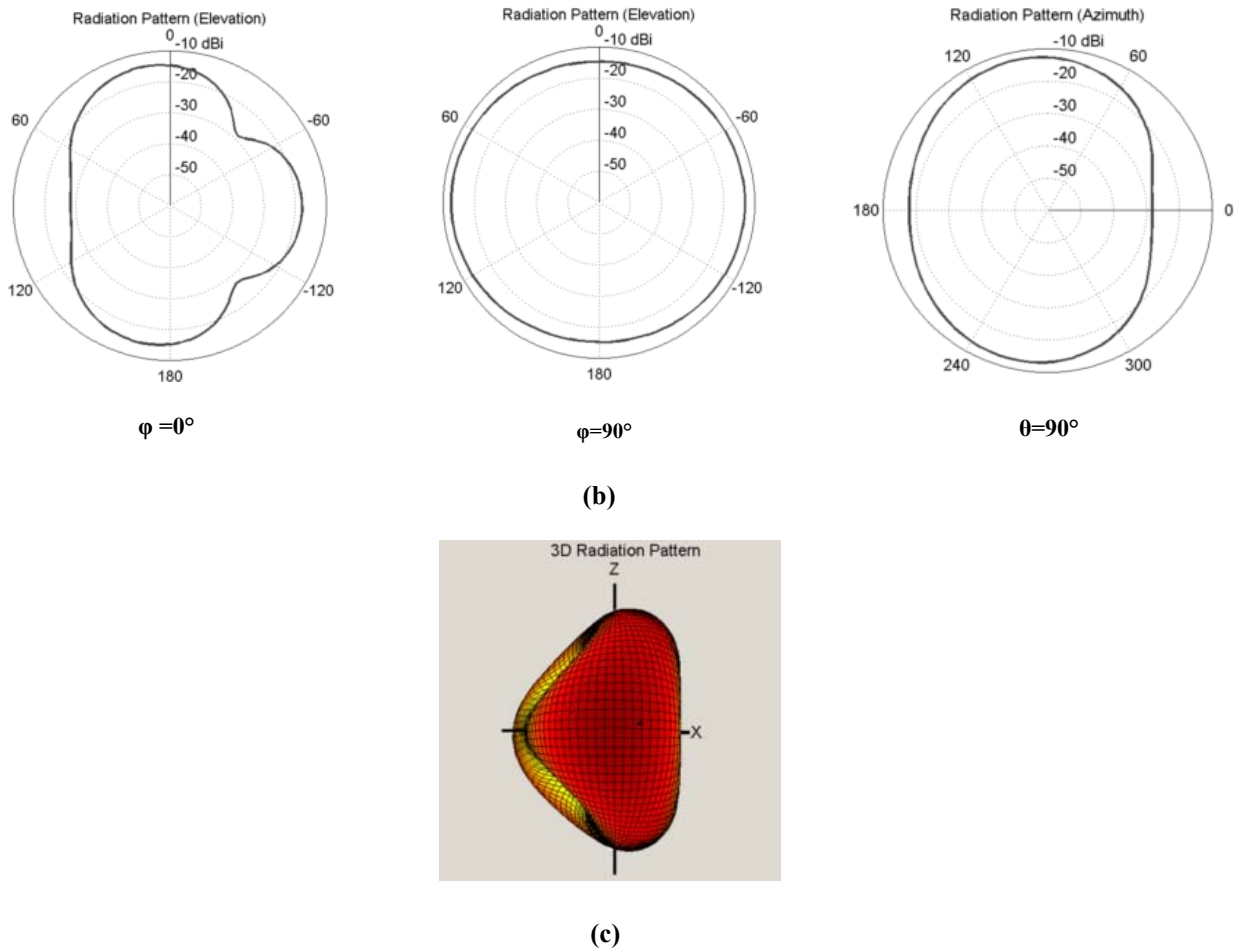 Radiation Pattern (Elevation)
0
-10 dBi
-20
-30
-40
-50
60
-60
120
-120
180
φ =0°
Radiation Pattern (Elevation)
0
-10 dBi
-20
-30
-40
-50
60
-60
120
-120
180
φ=90°
Radiation Pattern (Azimuth)
-10 dBi
120
60
-20
-30
-40
-50
180
0
240
300
θ=90°
(b)
3D Radiation Pattern
Z
X
(c)